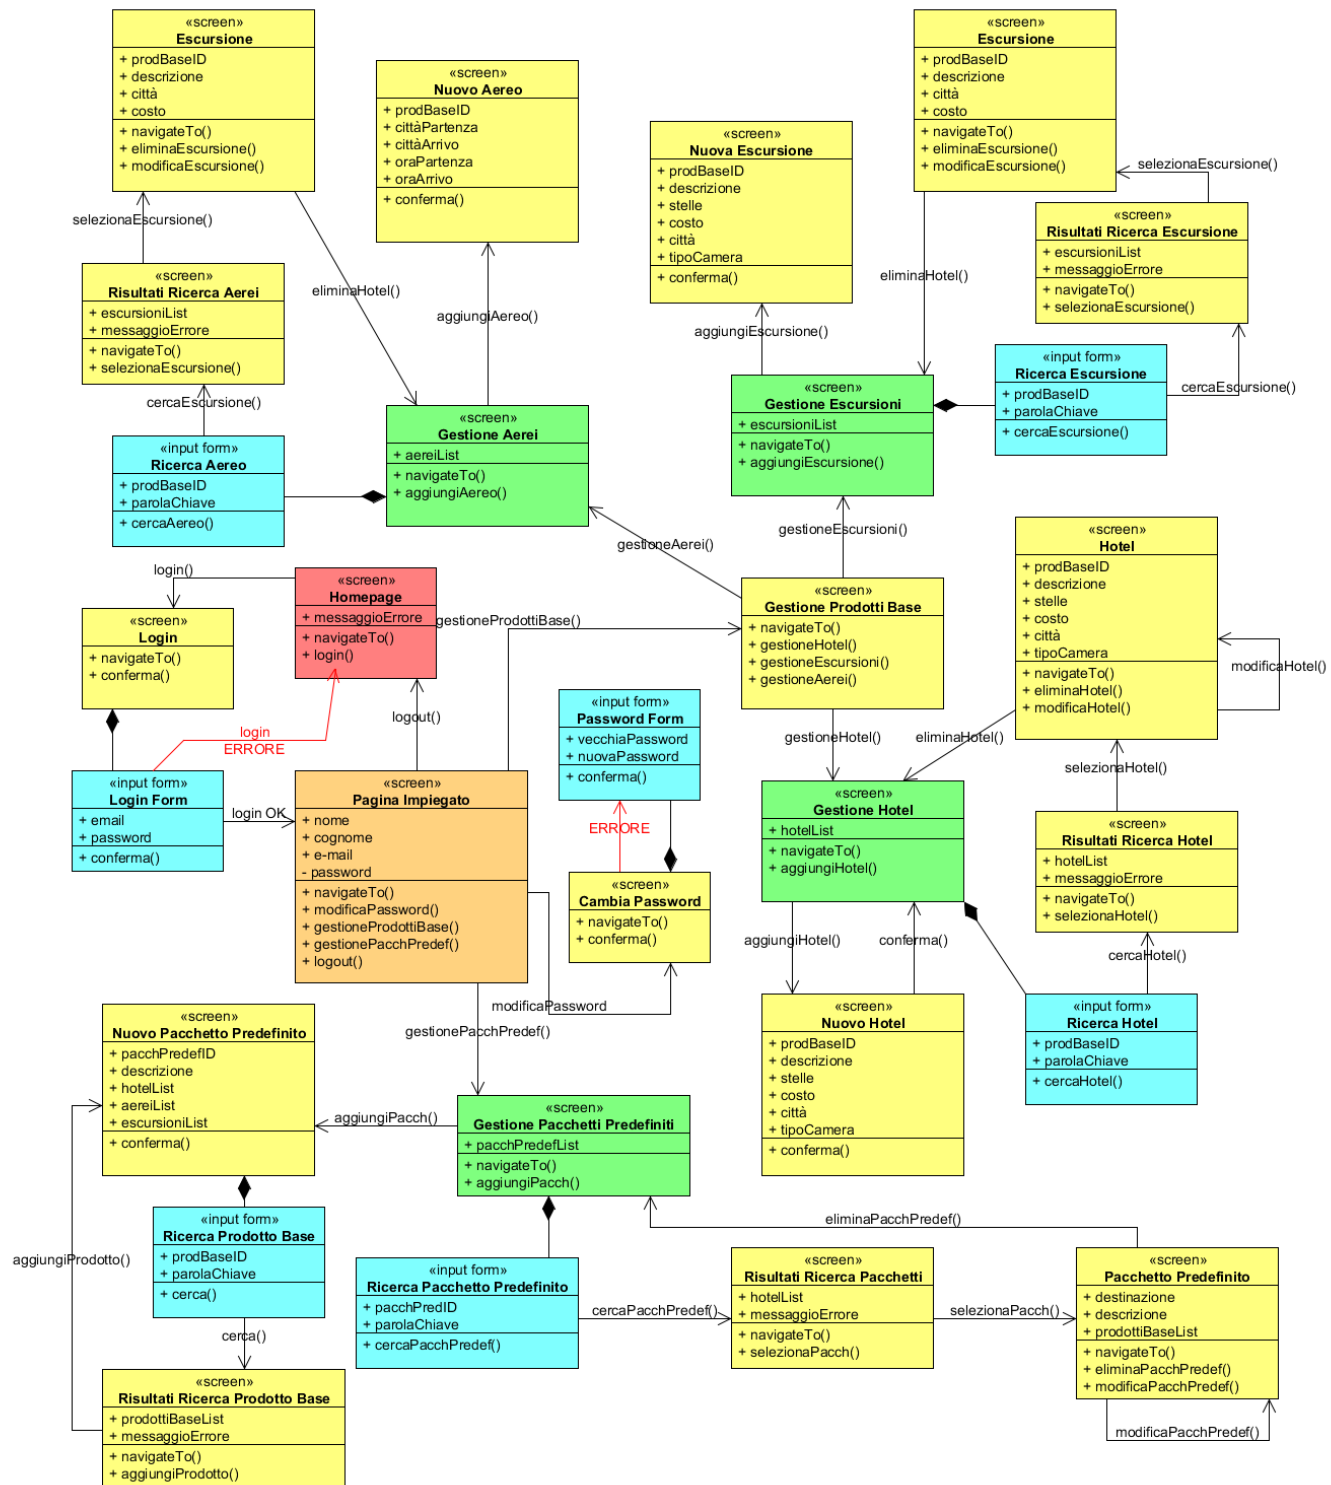 «screen»
Escursione
+ prodBaseID
+ descrizione
+ città
+ costo
+ navigateTo()
+ eliminaEscursione()
+ modificaEscursione()
«screen»
Nuovo Aereo
+ prodBaseID
+ cittàPartenza
+ cittàArrivo
+ oraPartenza
+ oraArrivo
+ conferma()
«screen»
Nuova Escursione
+ prodBaseID
+ descrizione
+ stelle
+ costo
+ città
+ tipoCamera
+ conferma()
«screen»
Escursione
+ prodBaseID
+ descrizione
+ città
+ costo
+ navigateTo()
+ eliminaEscursione()
+ modificaEscursione()
selezionaEscursione()
selezionaEscursione()
«screen»
Risultati Ricerca Escursione
+ escursioniList
+ messaggioErrore
+ navigateTo()
+ selezionaEscursione()
«screen»
Risultati Ricerca Aerei
+ escursioniList
+ messaggioErrore
+ navigateTo()
+ selezionaEscursione()
eliminaHotel()
aggiungiAereo()
aggiungiEscursione()
eliminaHotel()
cercaEscursione()
cercaEscursione()
«input form»
Ricerca Escursione
+ prodBaseID
+ parolaChiave
+ cercaEscursione()
«screen»
Gestione Escursioni
+ escursioniList
+ navigateTo()
+ aggiungiEscursione()
«screen»
Gestione Aerei
+ aereiList
+ navigateTo()
+ aggiungiAereo()
«input form»
Ricerca Aereo
+ prodBaseID
+ parolaChiave
+ cercaAereo()
gestioneAerei()
gestioneEscursioni()
«screen»
Hotel
+ prodBaseID
+ descrizione
+ stelle
+ costo
+ città
+ tipoCamera
+ navigateTo()
+ eliminaHotel()
+ modificaHotel()
modificaHotel()
login()
«screen»
Homepage
+ messaggioErrore
+ navigateTo()
+ login()
«screen»
Login
+ navigateTo()
+ conferma()
gestioneProdottiBase()
«screen»
Gestione Prodotti Base
+ navigateTo()
+ gestioneHotel()
+ gestioneEscursioni()
+ gestioneAerei()
login
ERRORE
logout()
«input form»
Password Form
+ vecchiaPassword
+ nuovaPassword
+ conferma()
gestioneHotel()
eliminaHotel()
selezionaHotel()
«input form»
Login Form
+ email
+ password
+ conferma()
login OK
«screen»
Pagina Impiegato
+ nome
+ cognome
+ e-mail
- password
+ navigateTo()
+ modificaPassword()
+ gestioneProdottiBase()
+ gestionePacchPredef()
+ logout()
ERRORE
«screen»
Cambia Password
+ navigateTo()
+ conferma()
«screen»
Gestione Hotel
+ hotelList
+ navigateTo()
+ aggiungiHotel()
«screen»
Risultati Ricerca Hotel
+ hotelList
+ messaggioErrore
+ navigateTo()
+ selezionaHotel()
aggiungiHotel()
conferma()
cercaHotel()
modificaPassword
gestionePacchPredef()
«screen»
Nuovo Hotel
+ prodBaseID
+ descrizione
+ stelle
+ costo
+ città
+ tipoCamera
+ conferma()
«input form»
Ricerca Hotel
+ prodBaseID
+ parolaChiave
+ cercaHotel()
«screen»
Nuovo Pacchetto Predefinito
+ pacchPredefID
+ descrizione
+ hotelList
+ aereiList
+ escursioniList
+ conferma()
aggiungiPacch()
«screen»
Gestione Pacchetti Predefiniti
+ pacchPredefList
+ navigateTo()
+ aggiungiPacch()
«input form»
Ricerca Prodotto Base
+ prodBaseID
+ parolaChiave
+ cerca()
aggiungiProdotto()
cerca()
eliminaPacchPredef()
«input form»
Ricerca Pacchetto Predefinito
+ pacchPredID
+ parolaChiave
+ cercaPacchPredef()
cercaPacchPredef()
«screen»
Risultati Ricerca Pacchetti
+ hotelList
+ messaggioErrore
+ navigateTo()
+ selezionaPacch()
selezionaPacch()
«screen»
Pacchetto Predefinito
+ destinazione
+ descrizione
+ prodottiBaseList
+ navigateTo()
+ eliminaPacchPredef()
+ modificaPacchPredef()
modificaPacchPredef()
«screen»
Risultati Ricerca Prodotto Base
+ prodottiBaseList
+ messaggioErrore
+ navigateTo()
+ aggiungiProdotto()